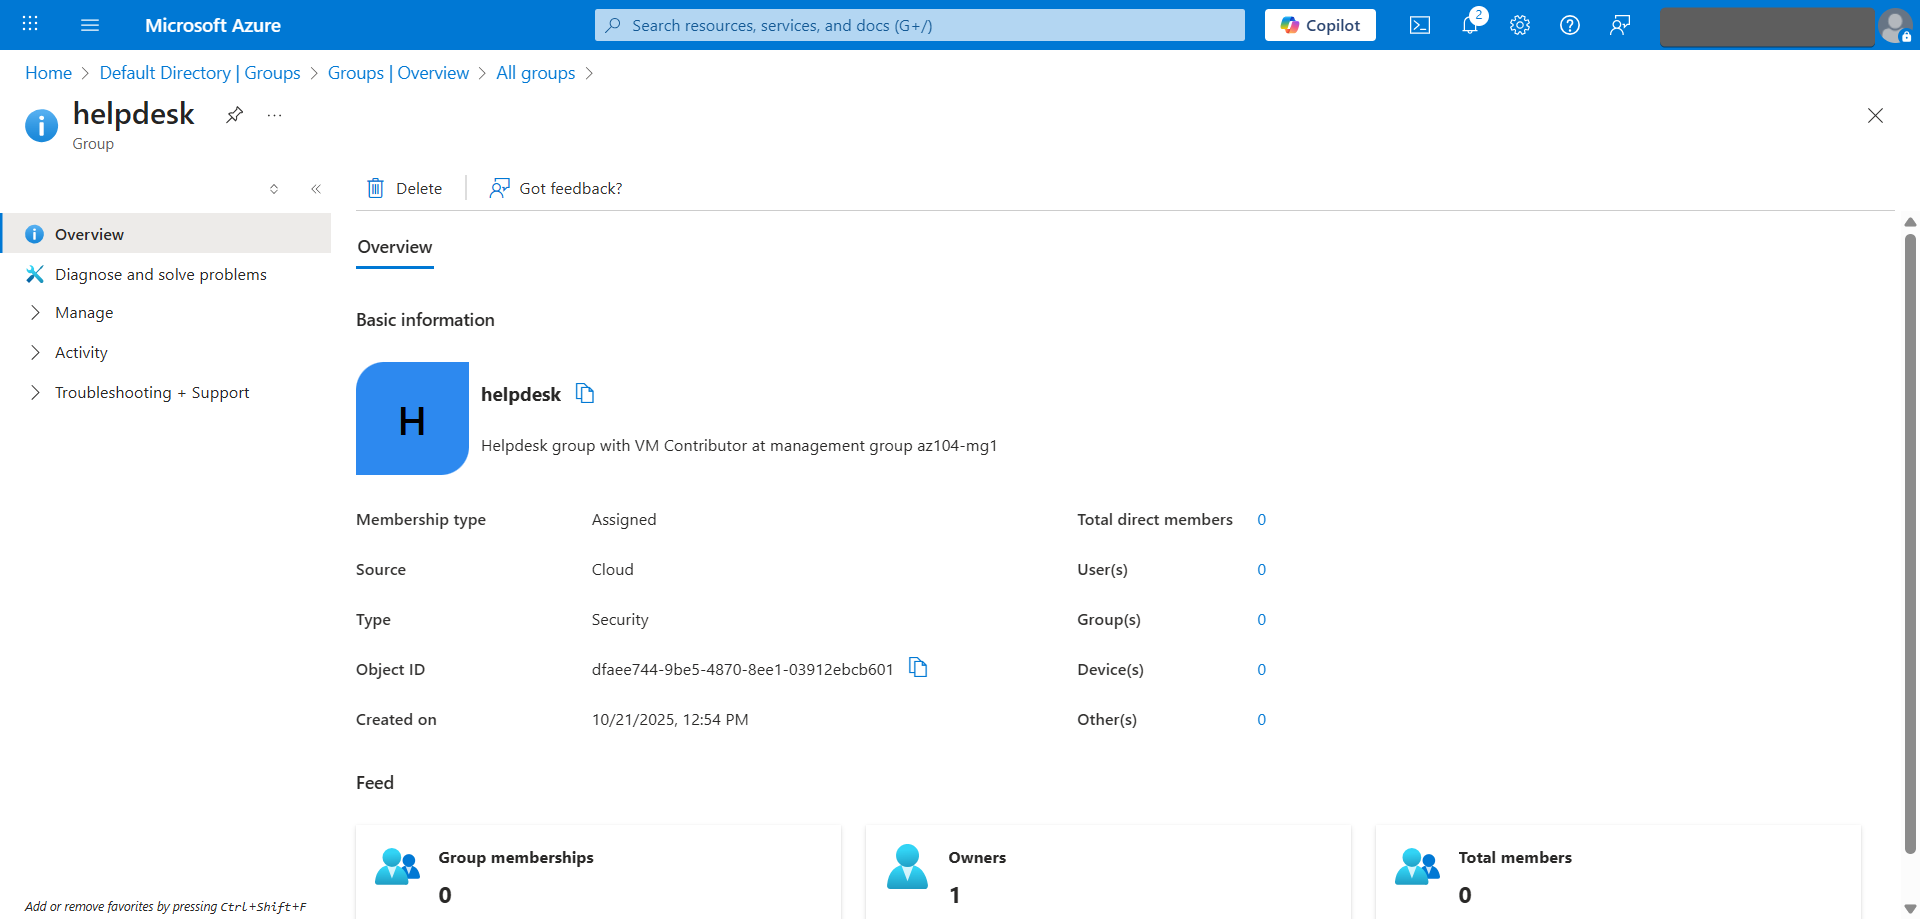 Microsoft Azure
Search resources, services, and docs (G+/)
Copilot
2
Home > Default Directory | Groups > Groups | Overview > All groups >
helpdesk
...
Group
Delete
Got feedback?
Overview
Diagnose and solve problems
Manage
Activity
Troubleshooting + Support
Add or remove favorites by pressing Ctrl+Shift+F
Overview
Basic information
H
helpdesk
Helpdesk group with VM Contributor at management group az104-mg1
Membership type Assigned
Source Cloud
Type Security
Object ID dfaee744-9be5-4870-8ee1-03912ebcb601
Created on 10/21/2025, 12:54 PM
Total direct members 0
User(s) 0
Group(s) 0
Device(s) 0
Other(s) 0
Feed
Group memberships
0
Owners
1
Total members
0